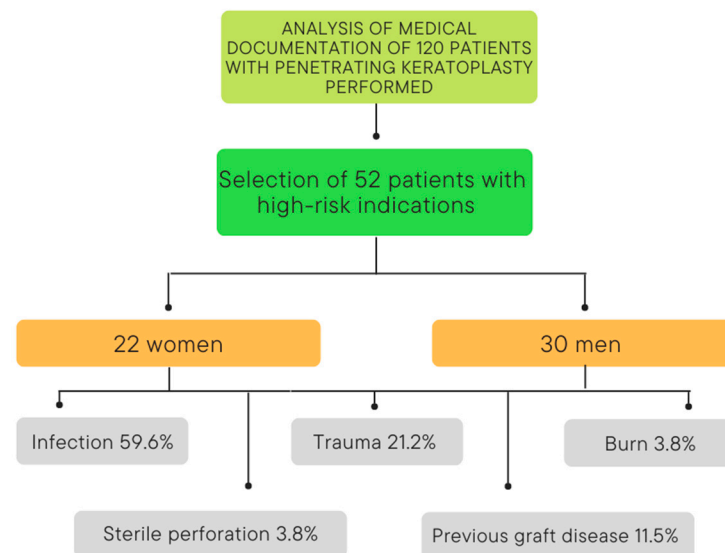 ANALYSIS OF MEDICAL
DOCUMENTATION OF 120 PATIENTS
WITH PENETRATING KERATOPLASTY
PERFORMED
Selection of 52 patients with
high-risk indications
22 women
30 men
Infection 59.6%
Trauma 21.2%
Burn 3.8%
Sterile perforation 3.8%
Previous graft disease 11.5%